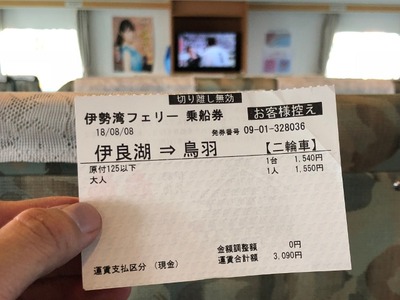 切り離し無効
伊勢湾フェリー 乗船券 お客様控え
18/08/08 発券番号 09-01-328036
伊良湖 ⇒ 鳥羽 【二輪車】
原付125以下 1台 1,540円
大人 1人 1,550円
金額調整額 0円
運賃支払区分 (現金) 運賃合計額 3,090円